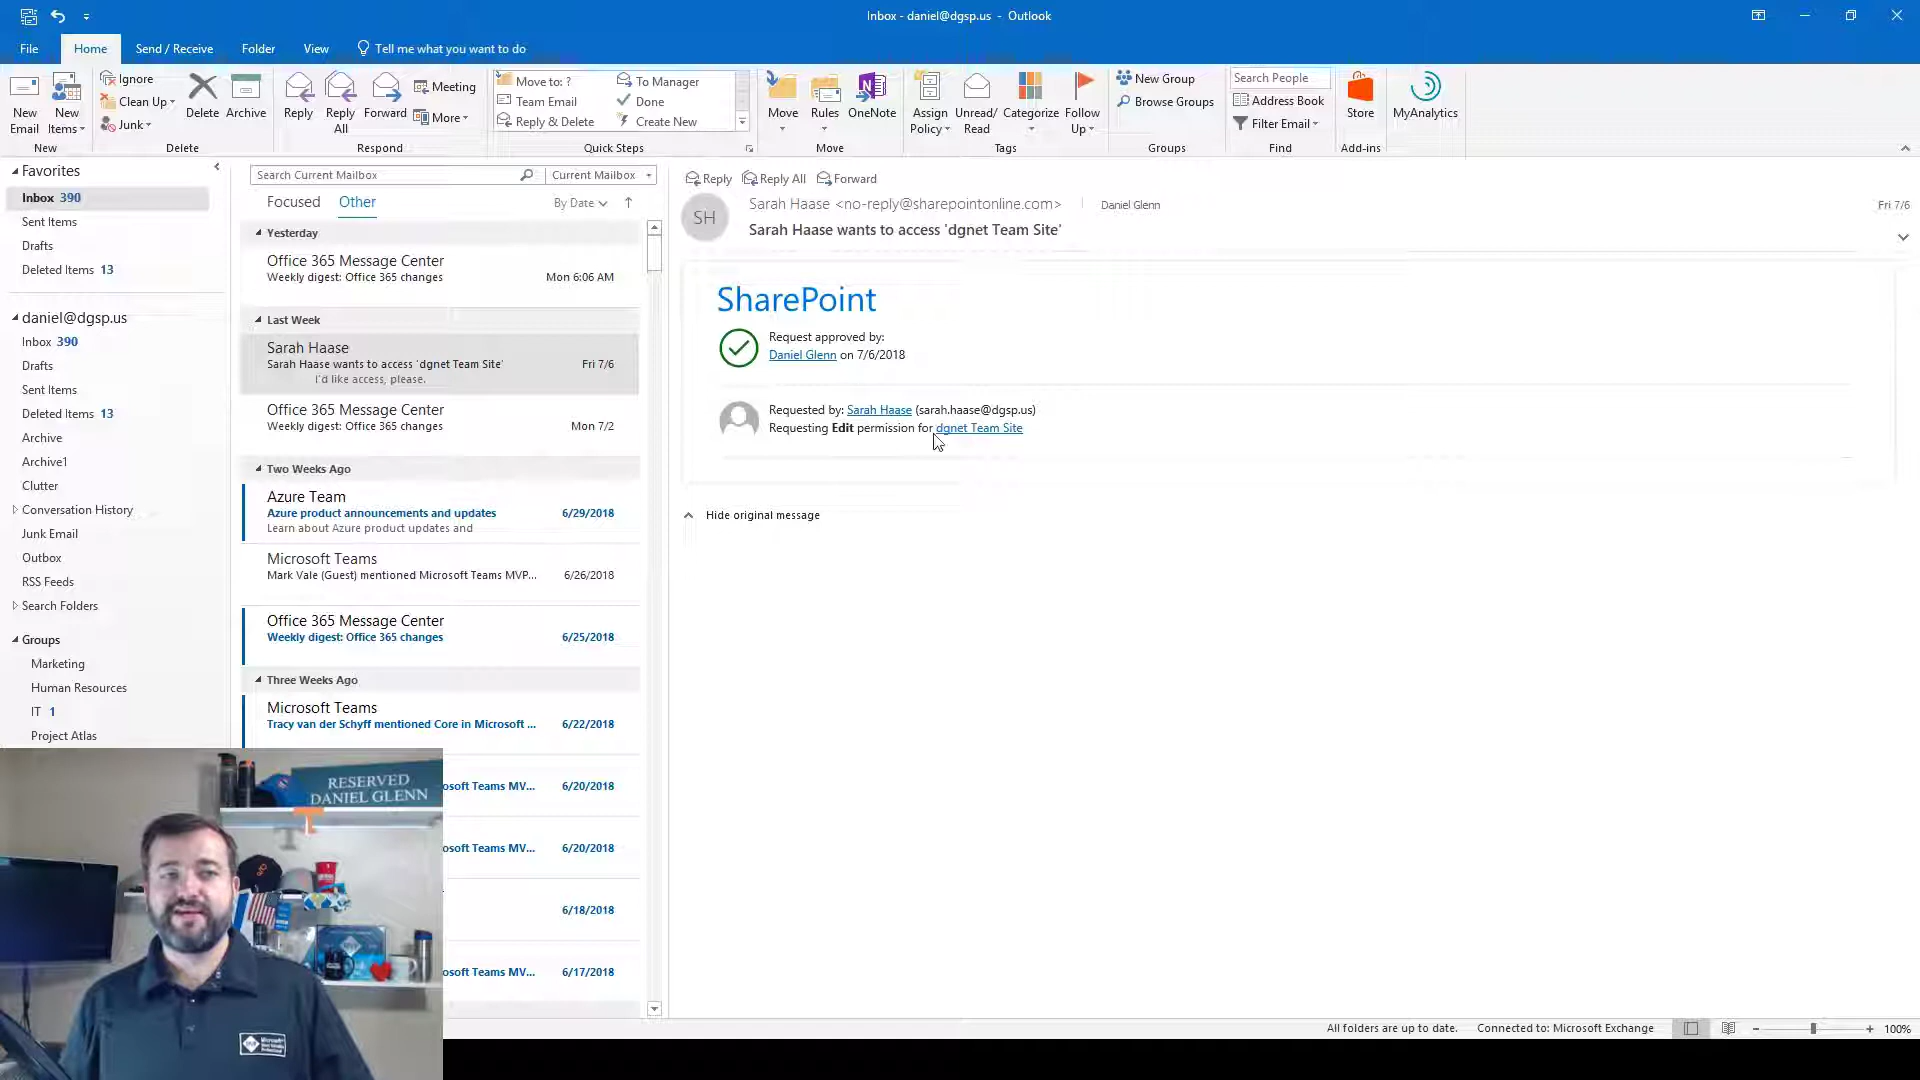 Inbox - daniel@dgsp.us - Outlook
File
Home
Send / Receive
Folder
View
Tell me what you want to do
New Email
New Items
New
Ignore
Clean Up
Junk
Delete
Archive
Delete
Reply
Reply All
Forward
Meeting
More
Respond
Move to: ?
To Manager
Team Email
Done
Reply & Delete
Create New
Quick Steps
Move
Rules
OneNote
Move
Assign Policy
Unread/ Read
Categorize
Follow Up
Tags
New Group
Browse Groups
Groups
Search People
Address Book
Filter Email
Find
Store
Add-ins
MyAnalytics
Favorites
Inbox 390
Sent Items
Drafts
Deleted Items 13
daniel@dgsp.us
Inbox 390
Drafts
Sent Items
Deleted Items 13
Archive
Archive1
Clutter
Conversation History
Junk Email
Outbox
RSS Feeds
Search Folders
Groups
Marketing
Human Resources
IT 1
Project Atlas
Search Current Mailbox
Current Mailbox
Focused
Other
By Date
Yesterday
Office 365 Message Center
Weekly digest: Office 365 changes
Mon 6:06 AM
Last Week
Sarah Haase
Sarah Haase wants to access 'dgnet Team Site'
Fri 7/6
I'd like access, please.
Office 365 Message Center
Weekly digest: Office 365 changes
Mon 7/2
Two Weeks Ago
Azure Team
Azure product announcements and updates
6/29/2018
Learn about Azure product updates and
Microsoft Teams
Mark Vale (Guest) mentioned Microsoft Teams MVP...
6/26/2018
Office 365 Message Center
Weekly digest: Office 365 changes
6/25/2018
Three Weeks Ago
Microsoft Teams
Tracy van der Schyff mentioned Core in Microsoft ...
6/22/2018
osoft Teams MV...
6/20/2018
osoft Teams MV...
6/20/2018
6/18/2018
osoft Teams MV...
6/17/2018
Reply
Reply All
Forward
SH
Sarah Haase <no-reply@sharepointonline.com>
Daniel Glenn
Fri 7/6
Sarah Haase wants to access 'dgnet Team Site'
SharePoint
Request approved by:
Daniel Glenn on 7/6/2018
Requested by: Sarah Haase (sarah.haase@dgsp.us)
Requesting Edit permission for dgnet Team Site
Hide original message
RESERVED
DANIEL GLENN
All folders are up to date.
Connected to: Microsoft Exchange
100%